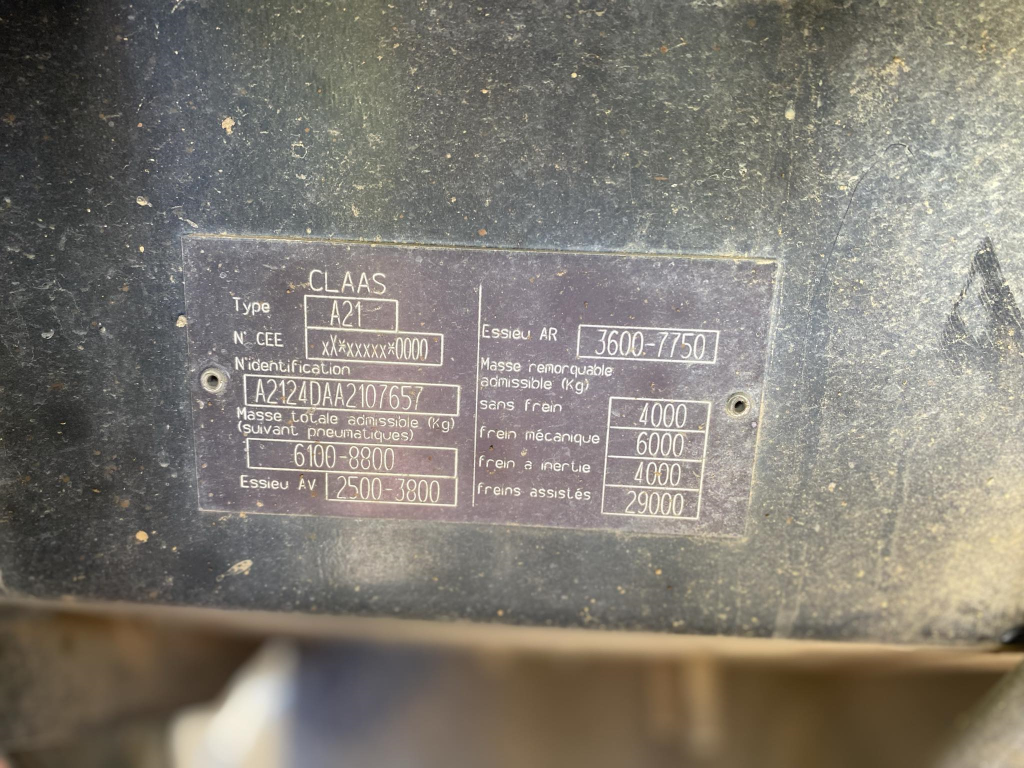 CLAAS
Type A21
N° CEE xX*xxxxx*0000
N°identification
A2124DAA2107657
Masse totale admissible (Kg)
(suivant pneumatiques)
6100-8800
Essieu AV 2500-3800
Essieu AR 3600-7750
Masse remorquable
admissible (Kg)
sans frein 4000
frein mécanique 6000
frein a inertie 4000
freins assistés 29000